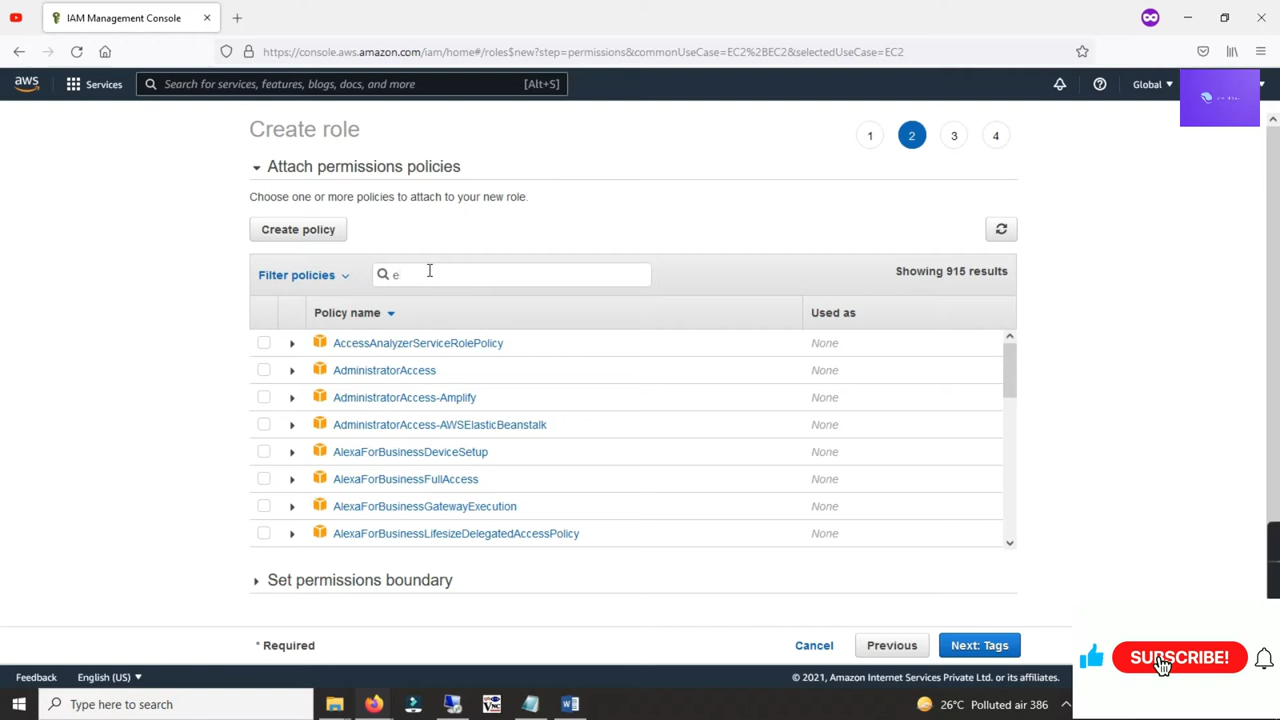 IAM Management Console
https://console.aws.amazon.com/iam/home#/roles$new?step=permissions&commonUseCase=EC2%2BEC2&selectedUseCase=EC2
aws
Services
Search for services, features, blogs, docs, and more
[Alt+S]
Global
Create role
1
2
3
4
Attach permissions policies
Choose one or more policies to attach to your new role.
Create policy
Filter policies
e
Showing 915 results
Policy name
Used as
AccessAnalyzerServiceRolePolicy
None
AdministratorAccess
None
AdministratorAccess-Amplify
None
AdministratorAccess-AWSElasticBeanstalk
None
AlexaForBusinessDeviceSetup
None
AlexaForBusinessFullAccess
None
AlexaForBusinessGatewayExecution
None
AlexaForBusinessLifesizeDelegatedAccessPolicy
None
Set permissions boundary
* Required
Cancel
Previous
Next: Tags
SUBSCRIBE!
Feedback
English (US)
© 2021, Amazon Internet Services Private Ltd. or its affiliates.
Type here to search
26°C Polluted air 386